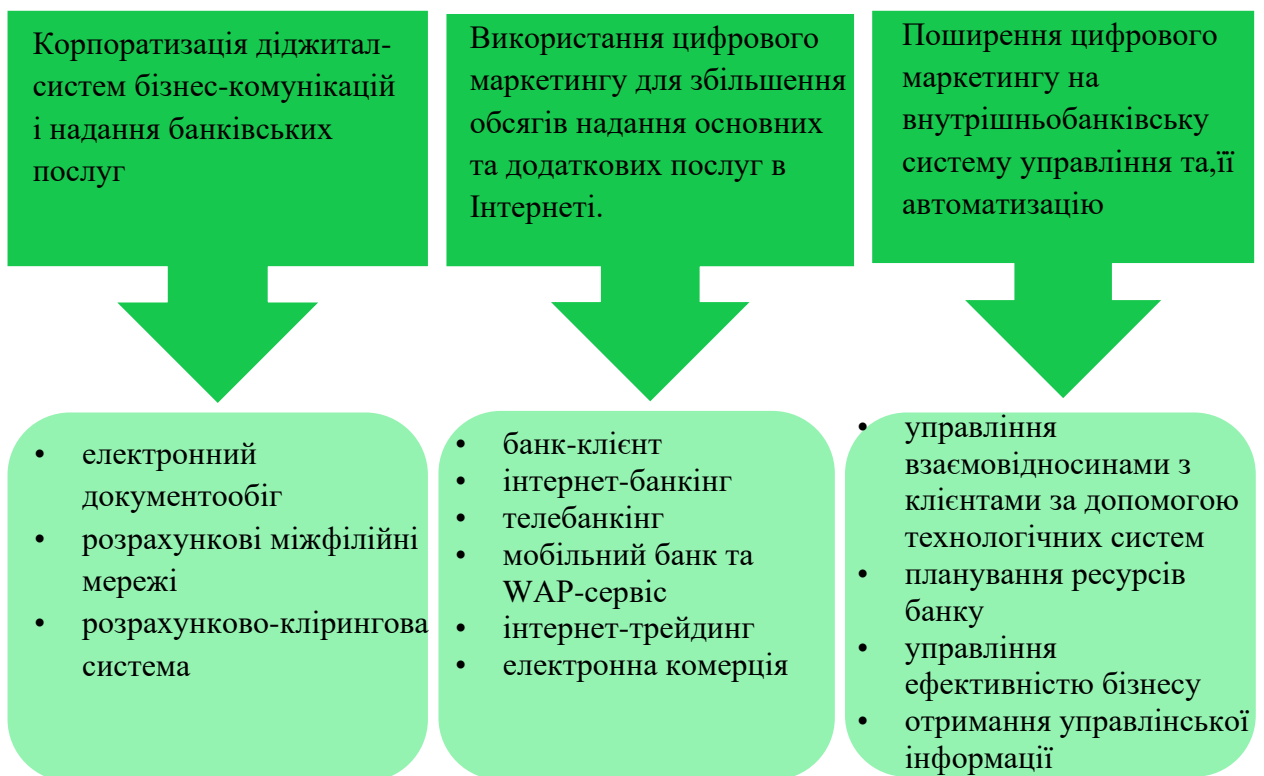 Корпоратизація діджитал-
систем бізнес-комунікацій
і надання банківських
послуг
Використання цифрового
маркетингу для збільшення
обсягів надання основних
та додаткових послуг в
Інтернеті.
Поширення цифрового
маркетингу на
внутрішньобанківську
систему управління та,її
автоматизацію
• електронний
документообіг
• розрахункові міжфілійні
мережі
• розрахунково-клірингова
система
• банк-клієнт
• інтернет-банкінг
• телебанкінг
• мобільний банк та
WAP-сервіс
• інтернет-трейдинг
• електронна комерція
• управління
взаємовідносинами з
клієнтами за допомогою
технологічних систем
• планування ресурсів
банку
• управління
ефективністю бізнесу
• отримання управлінської
інформації